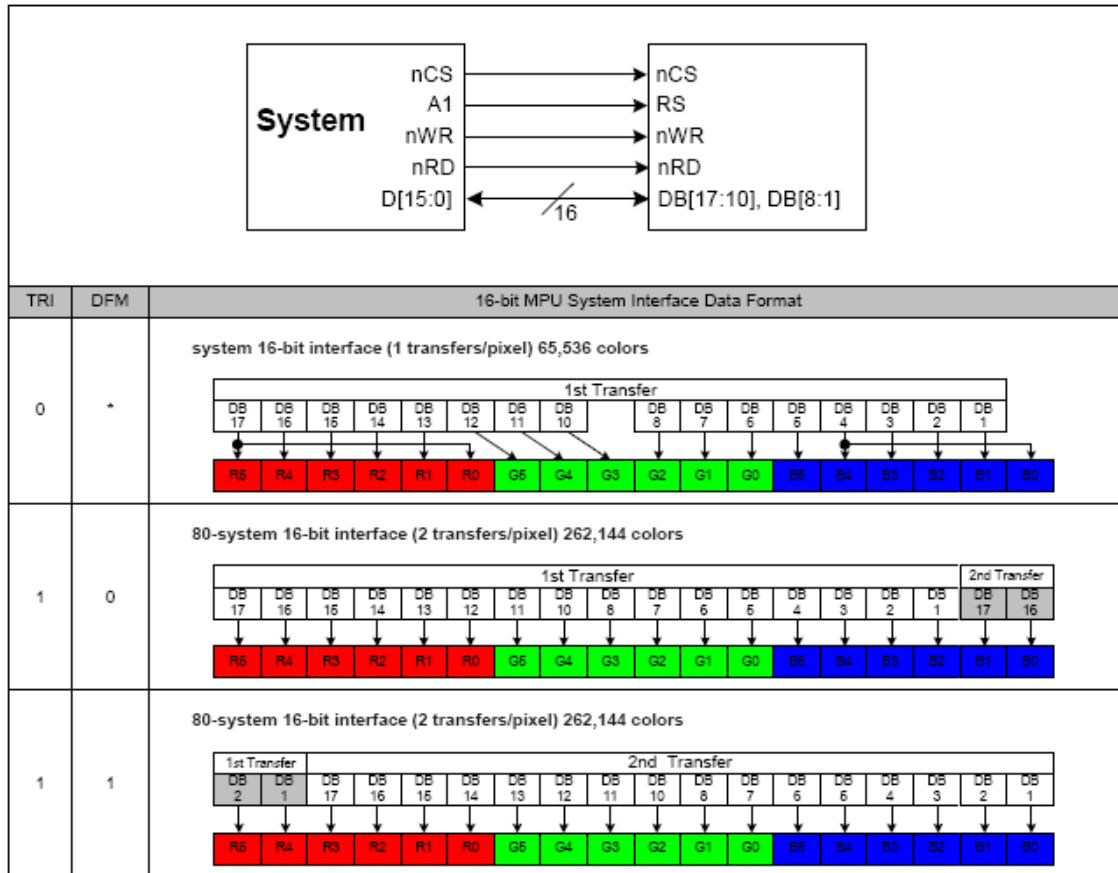 System
nCS
A1
nWR
nRD
D[15:0]
16
nCS
RS
nWR
nRD
DB[17:10], DB[8:1]
TRI DFM 16-bit MPU System Interface Data Format
0 *
system 16-bit interface (1 transfers/pixel) 65,536 colors
1st Transfer
DB DB DB DB DB DB DB DB DB DB DB DB DB DB DB DB
17 16 15 14 13 12 11 10 8 7 6 5 4 3 2 1
R5 R4 R3 R2 R1 R0 G5 G4 G3 G2 G1 G0 B5 B4 B3 B2 B1 B0
1 0
80-system 16-bit interface (2 transfers/pixel) 262,144 colors
1st Transfer 2nd Transfer
DB DB DB DB DB DB DB DB DB DB DB DB DB DB DB DB DB DB
17 16 15 14 13 12 11 10 8 7 6 5 4 3 2 1 17 16
R5 R4 R3 R2 R1 R0 G5 G4 G3 G2 G1 G0 B5 B4 B3 B2 B1 B0
1 1
80-system 16-bit interface (2 transfers/pixel) 262,144 colors
1st Transfer 2nd Transfer
DB DB DB DB DB DB DB DB DB DB DB DB DB DB DB DB DB DB
2 1 17 16 15 14 13 12 11 10 8 7 6 5 4 3 2 1
R5 R4 R3 R2 R1 R0 G5 G4 G3 G2 G1 G0 B5 B4 B3 B2 B1 B0